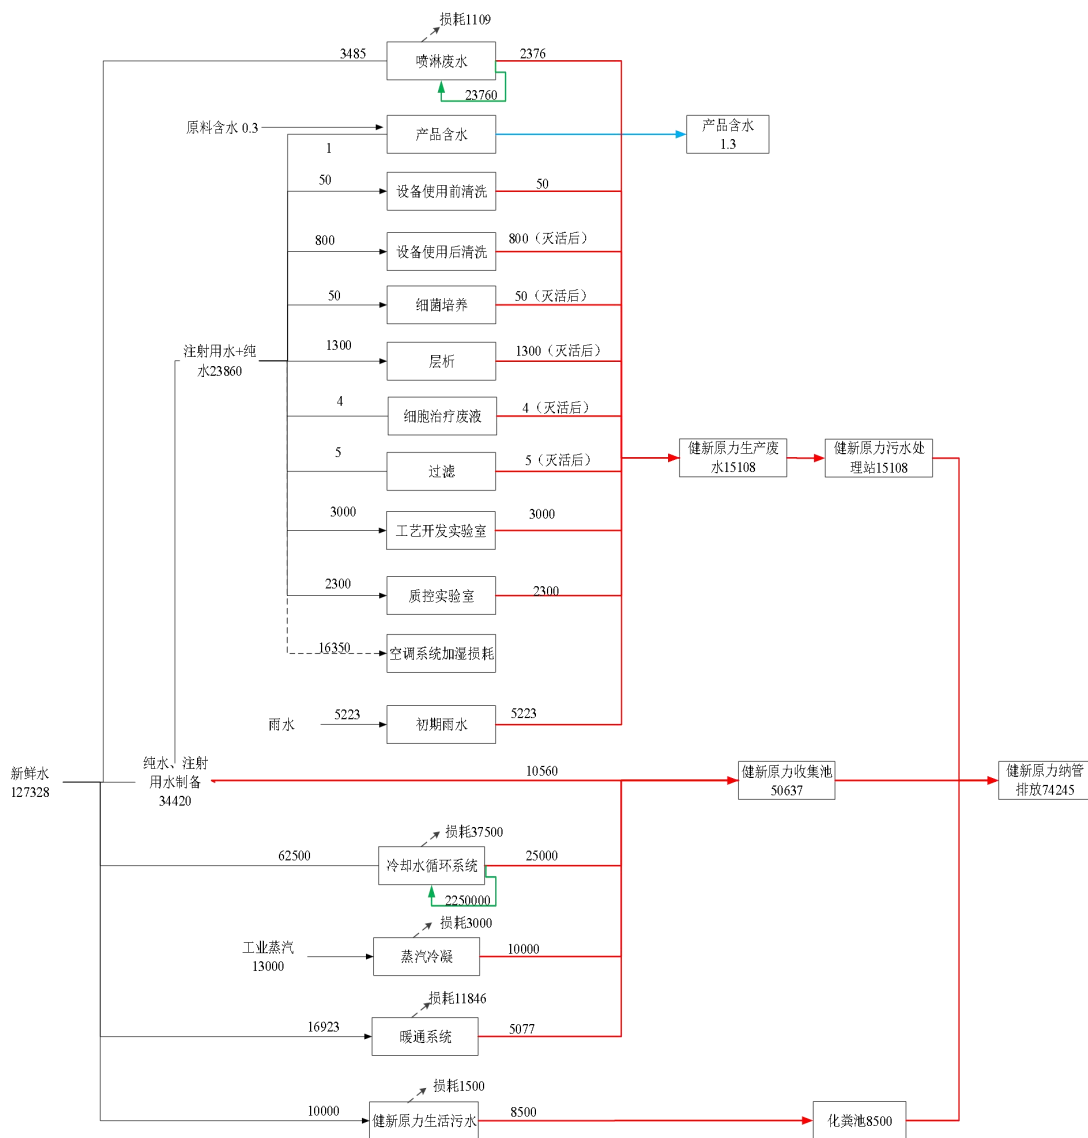 损耗1109
3485
喷淋废水
2376
23760
原料含水 0.3
1
产品含水
产品含水
1.3
50
设备使用前清洗
50
800
设备使用后清洗
800（灭活后）
50
细菌培养
50（灭活后）
注射用水+纯
水23860
1300
层析
1300（灭活后）
4
细胞治疗废液
4（灭活后）
5
过滤
5（灭活后）
健新原力生产废
水15108
健新原力污水处
理站15108
3000
工艺开发实验室
3000
2300
质控实验室
2300
16350
空调系统加湿损耗
雨水
5223
初期雨水
5223
新鲜水
127328
纯水、注射
用水制备
34420
10560
健新原力收集池
50637
健新原力纳管
排放74245
损耗37500
62500
冷却水循环系统
25000
2250000
损耗3000
工业蒸汽
13000
蒸汽冷凝
10000
损耗11846
16923
暖通系统
5077
损耗1500
10000
健新原力生活污水
8500
化粪池8500